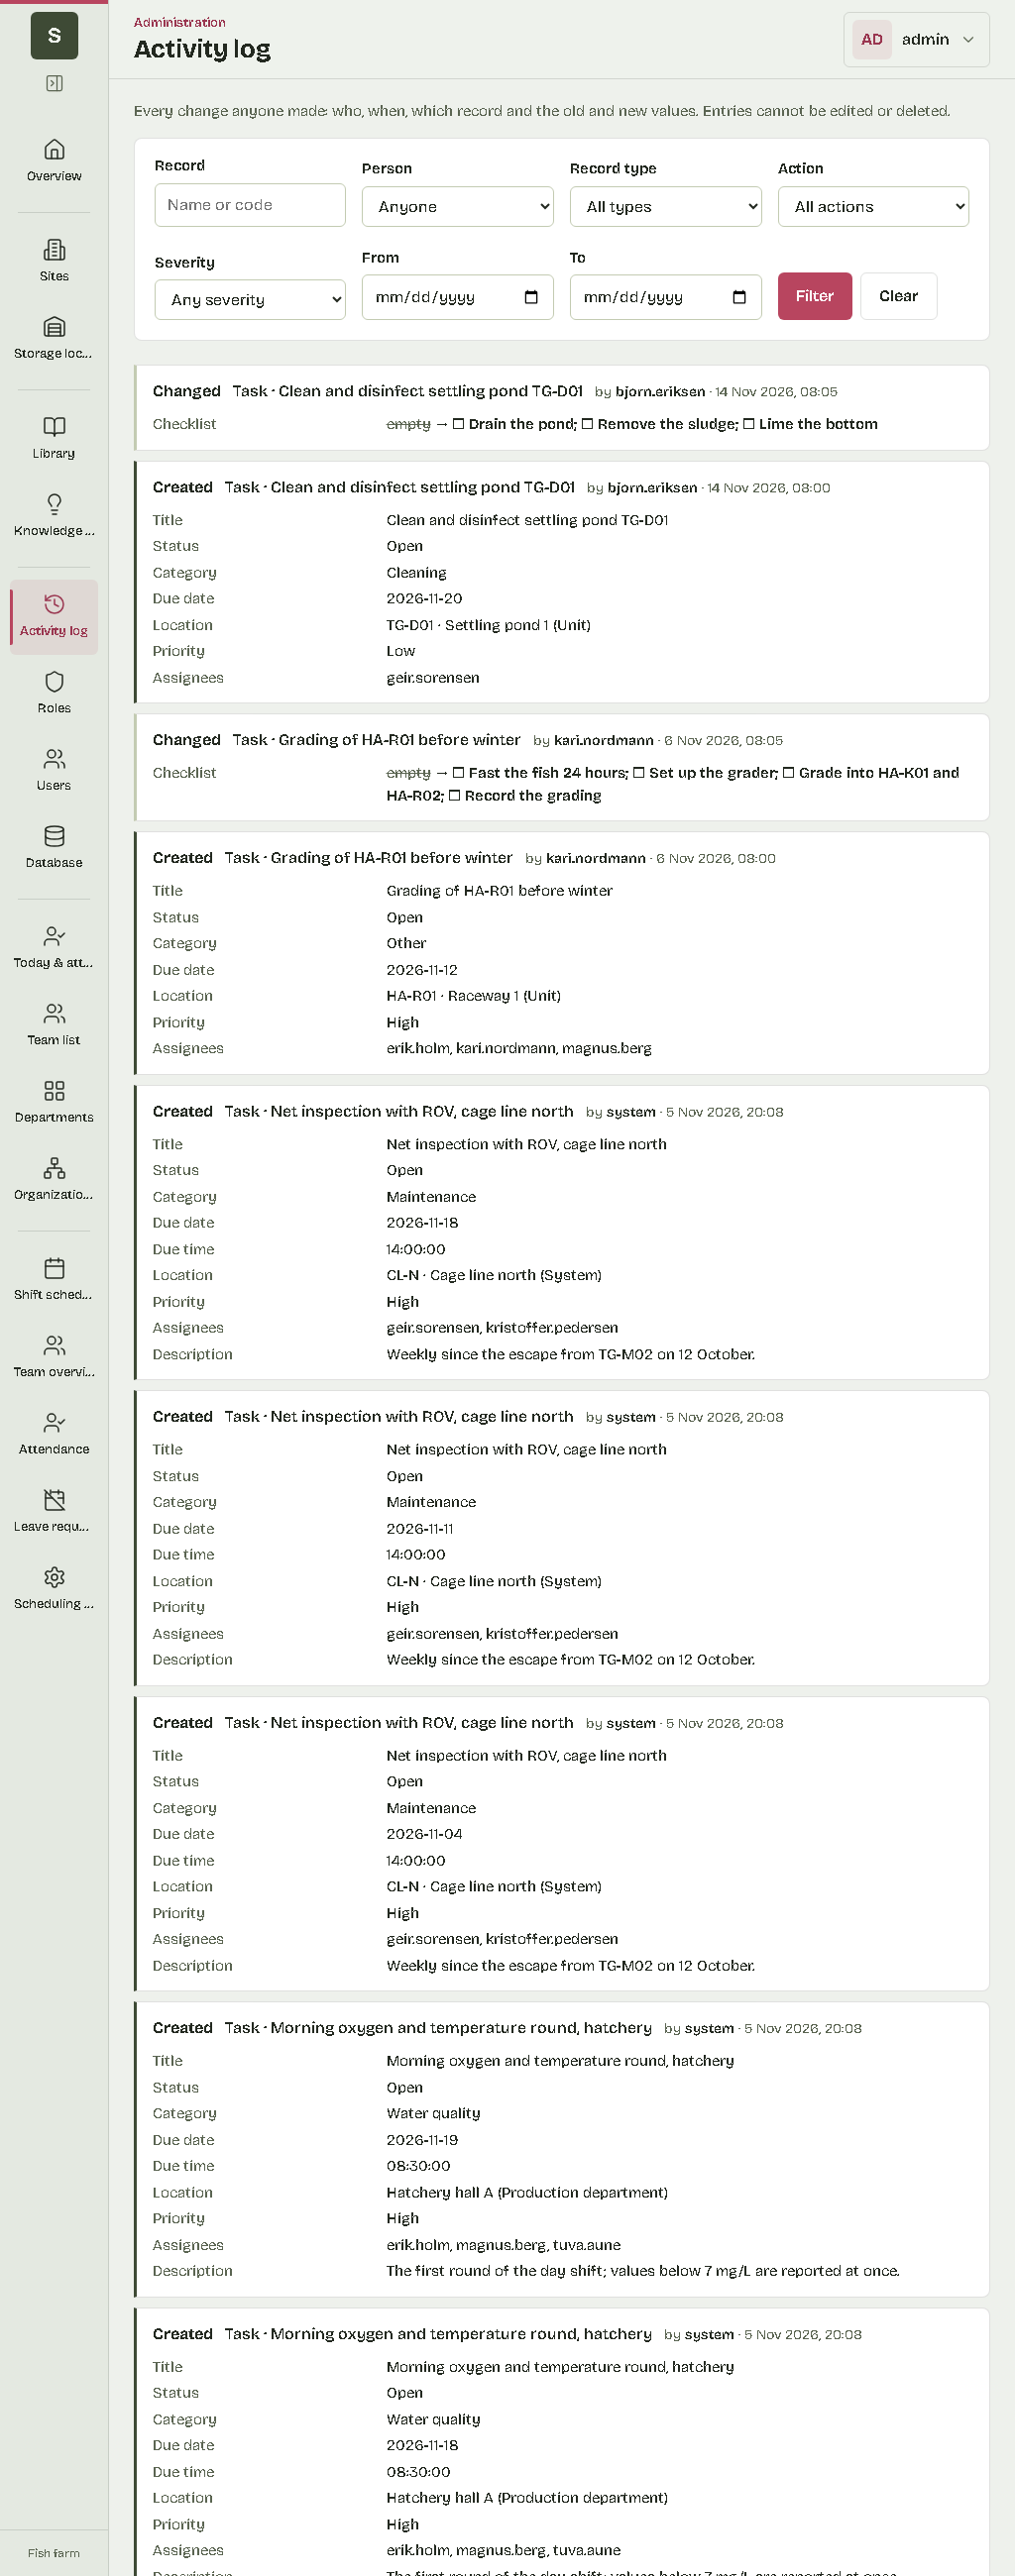 S
Overview
Sites
Storage loc...
Library
Knowledge ...
Activity log
Roles
Users
Database
Today & att...
Team list
Departments
Organizatio...
Shift sched...
Team overvi...
Attendance
Leave requ...
Scheduling ...
Fish farm
Administration
Activity log
AD admin
Every change anyone made: who, when, which record and the old and new values. Entries cannot be edited or deleted.
Record Person Record type Action
Name or code Anyone All types All actions
Severity From To
Any severity mm/dd/yyyy mm/dd/yyyy Filter Clear
Changed Task · Clean and disinfect settling pond TG-D01 by bjorn.eriksen · 14 Nov 2026, 08:05
Checklist empty → ☐ Drain the pond; ☐ Remove the sludge; ☐ Lime the bottom
Created Task · Clean and disinfect settling pond TG-D01 by bjorn.eriksen · 14 Nov 2026, 08:00
Title Clean and disinfect settling pond TG-D01
Status Open
Category Cleaning
Due date 2026-11-20
Location TG-D01 · Settling pond 1 (Unit)
Priority Low
Assignees geir.sorensen
Changed Task · Grading of HA-R01 before winter by kari.nordmann · 6 Nov 2026, 08:05
Checklist empty → ☐ Fast the fish 24 hours; ☐ Set up the grader; ☐ Grade into HA-K01 and
HA-R02; ☐ Record the grading
Created Task · Grading of HA-R01 before winter by kari.nordmann · 6 Nov 2026, 08:00
Title Grading of HA-R01 before winter
Status Open
Category Other
Due date 2026-11-12
Location HA-R01 · Raceway 1 (Unit)
Priority High
Assignees erik.holm, kari.nordmann, magnus.berg
Created Task · Net inspection with ROV, cage line north by system · 5 Nov 2026, 20:08
Title Net inspection with ROV, cage line north
Status Open
Category Maintenance
Due date 2026-11-18
Due time 14:00:00
Location CL-N · Cage line north (System)
Priority High
Assignees geir.sorensen, kristoffer.pedersen
Description Weekly since the escape from TG-M02 on 12 October.
Created Task · Net inspection with ROV, cage line north by system · 5 Nov 2026, 20:08
Title Net inspection with ROV, cage line north
Status Open
Category Maintenance
Due date 2026-11-11
Due time 14:00:00
Location CL-N · Cage line north (System)
Priority High
Assignees geir.sorensen, kristoffer.pedersen
Description Weekly since the escape from TG-M02 on 12 October.
Created Task · Net inspection with ROV, cage line north by system · 5 Nov 2026, 20:08
Title Net inspection with ROV, cage line north
Status Open
Category Maintenance
Due date 2026-11-04
Due time 14:00:00
Location CL-N · Cage line north (System)
Priority High
Assignees geir.sorensen, kristoffer.pedersen
Description Weekly since the escape from TG-M02 on 12 October.
Created Task · Morning oxygen and temperature round, hatchery by system · 5 Nov 2026, 20:08
Title Morning oxygen and temperature round, hatchery
Status Open
Category Water quality
Due date 2026-11-19
Due time 08:30:00
Location Hatchery hall A (Production department)
Priority High
Assignees erik.holm, magnus.berg, tuva.aune
Description The first round of the day shift; values below 7 mg/L are reported at once.
Created Task · Morning oxygen and temperature round, hatchery by system · 5 Nov 2026, 20:08
Title Morning oxygen and temperature round, hatchery
Status Open
Category Water quality
Due date 2026-11-18
Due time 08:30:00
Location Hatchery hall A (Production department)
Priority High
Assignees erik.holm, magnus.berg, tuva.aune
Description The first round of the day shift; values below 7 mg/L are reported at once.